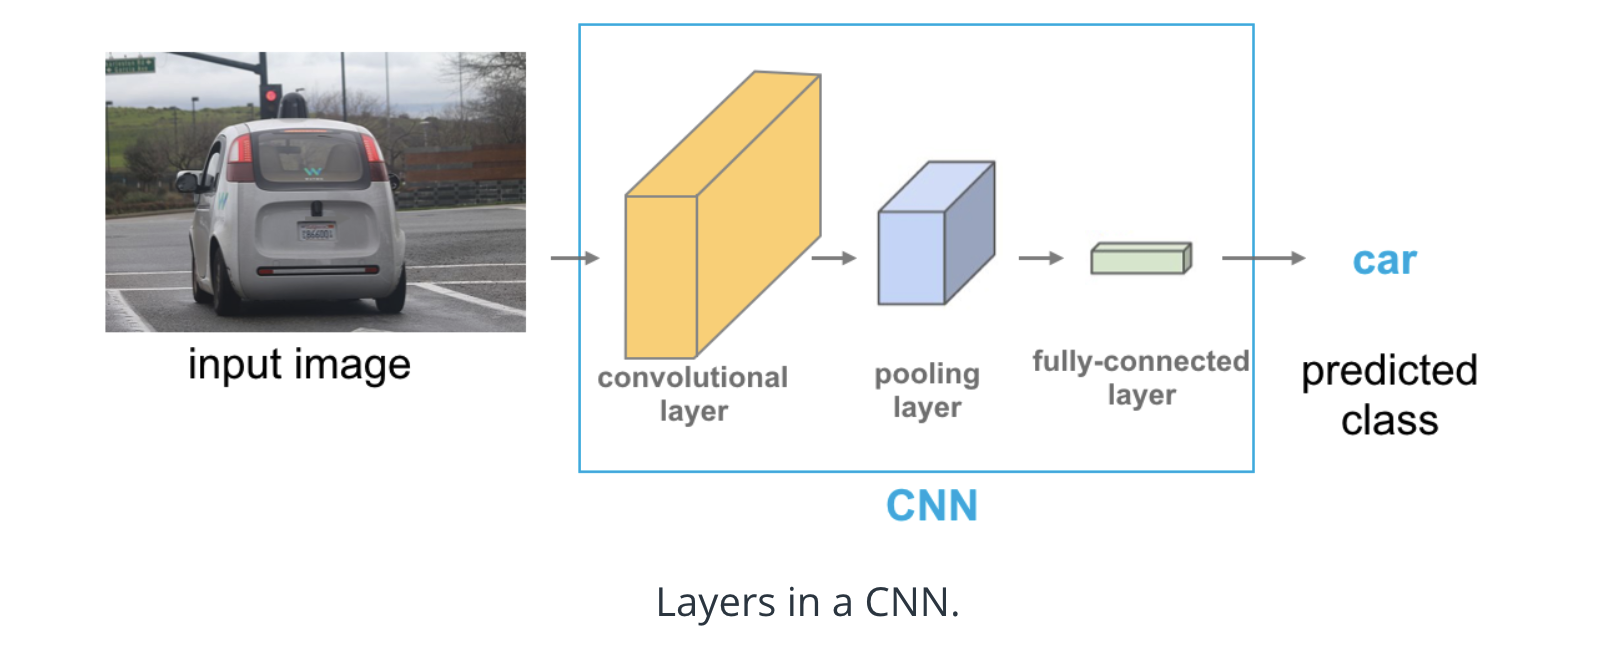 input image
convolutional
layer
pooling
layer
fully-connected
layer
car
predicted
class
CNN
Layers in a CNN.